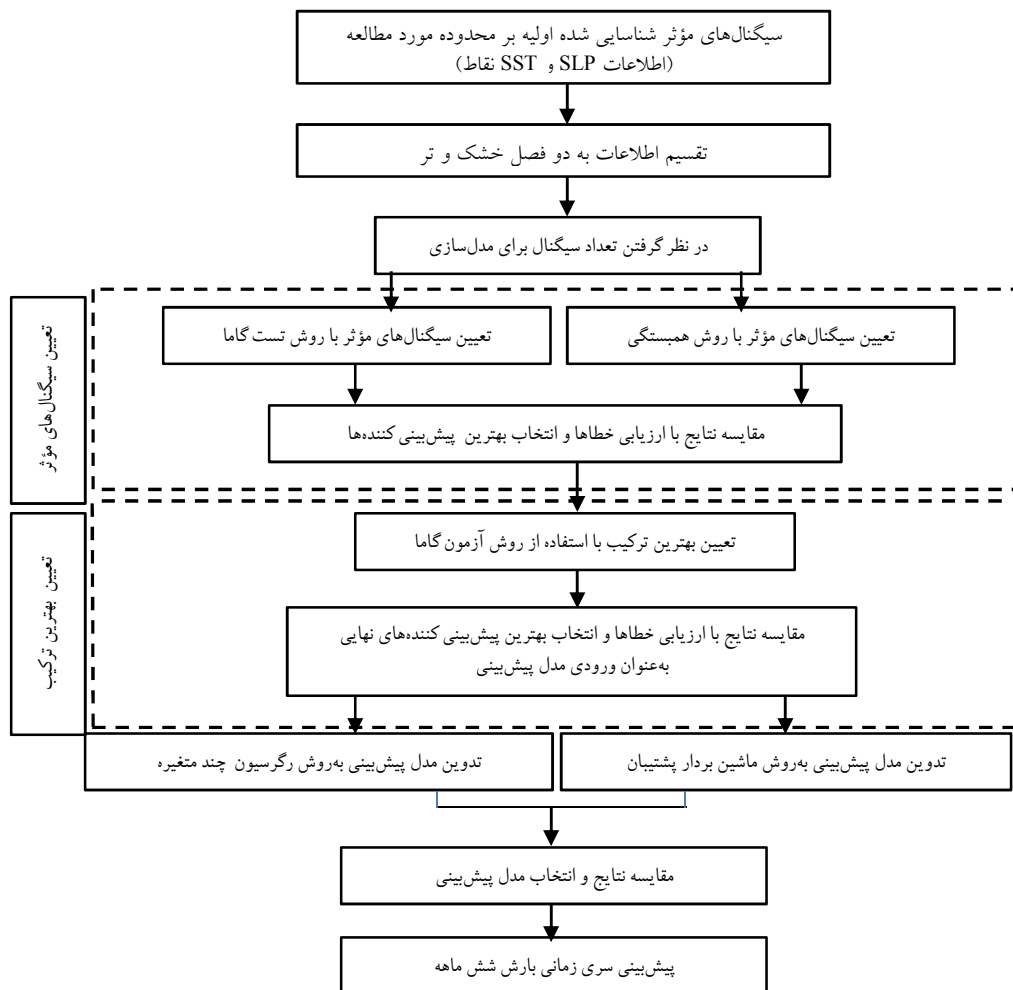 سیگنال‌های مؤثر شناسایی شده اولیه بر محدوده مورد مطالعه
(اطلاعات SLP و SST نقاط)
تقسیم اطلاعات به دو فصل خشک و تر
در نظر گرفتن تعداد سیگنال برای مدل‌سازی
تعیین سیگنال‌های مؤثر با روش همبستگی
تعیین سیگنال‌های مؤثر با روش تست گاما
تعیین سیگنال‌های مؤثر
مقایسه نتایج با ارزیابی خطاها و انتخاب بهترین پیش‌بینی کننده‌ها
تعیین بهترین ترکیب با استفاده از روش آزمون گاما
تعیین بهترین ترکیب
مقایسه نتایج با ارزیابی خطاها و انتخاب بهترین پیش‌بینی کننده‌های نهایی
به‌عنوان ورودی مدل پیش‌بینی
تدوین مدل پیش‌بینی به‌روش ماشین بردار پشتیبان
تدوین مدل پیش‌بینی به‌روش رگرسیون چند متغیره
مقایسه نتایج و انتخاب مدل پیش‌بینی
پیش‌بینی سری زمانی بارش شش ماهه